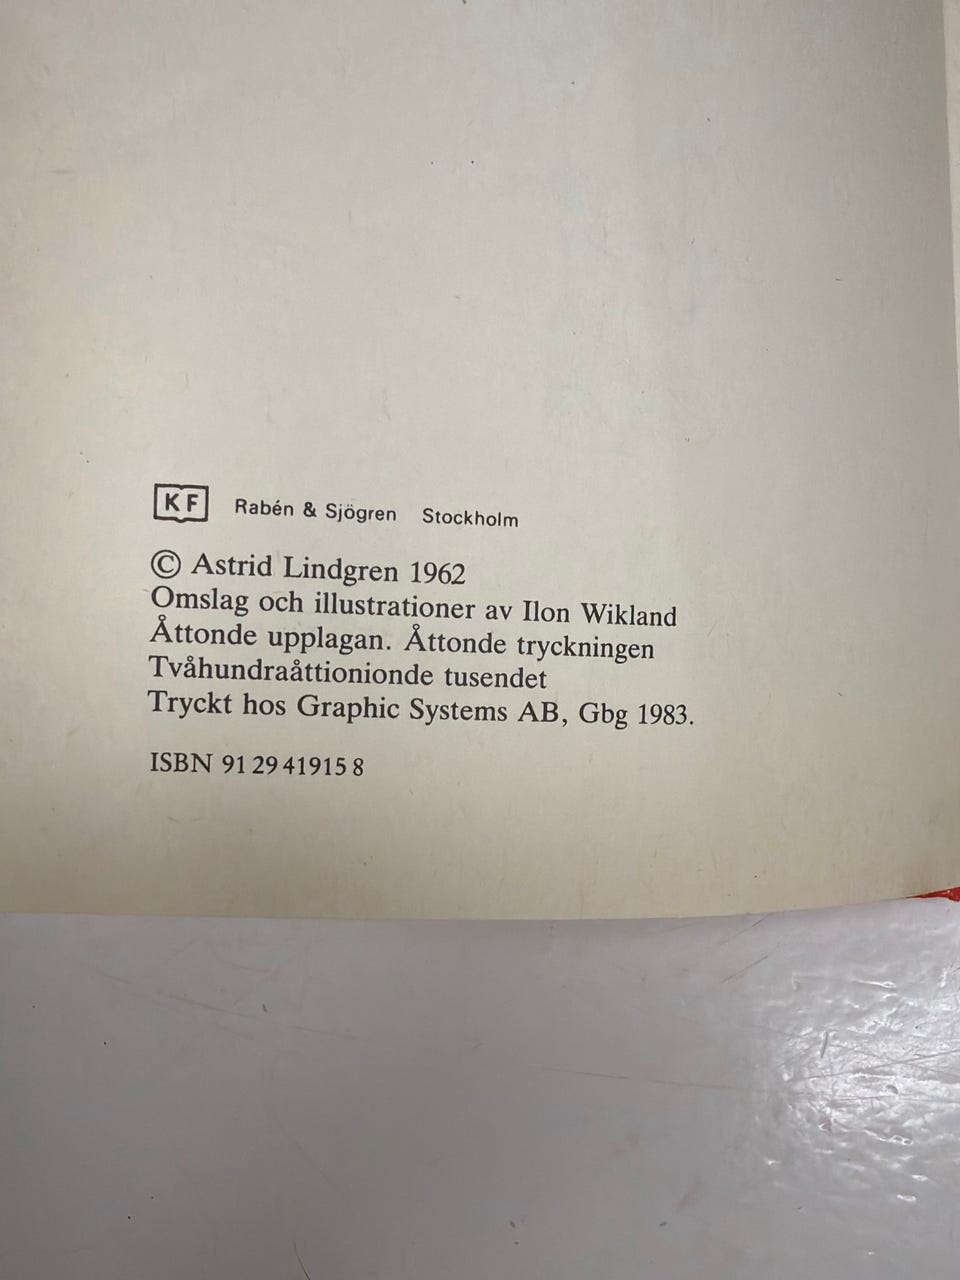 KF Rabén & Sjögren Stockholm
© Astrid Lindgren 1962
Omslag och illustrationer av Ilon Wikland
Åttonde upplagan. Åttonde tryckningen
Tvåhundraåttionionde tusendet
Tryckt hos Graphic Systems AB, Gbg 1983.
ISBN 91 29 41915 8